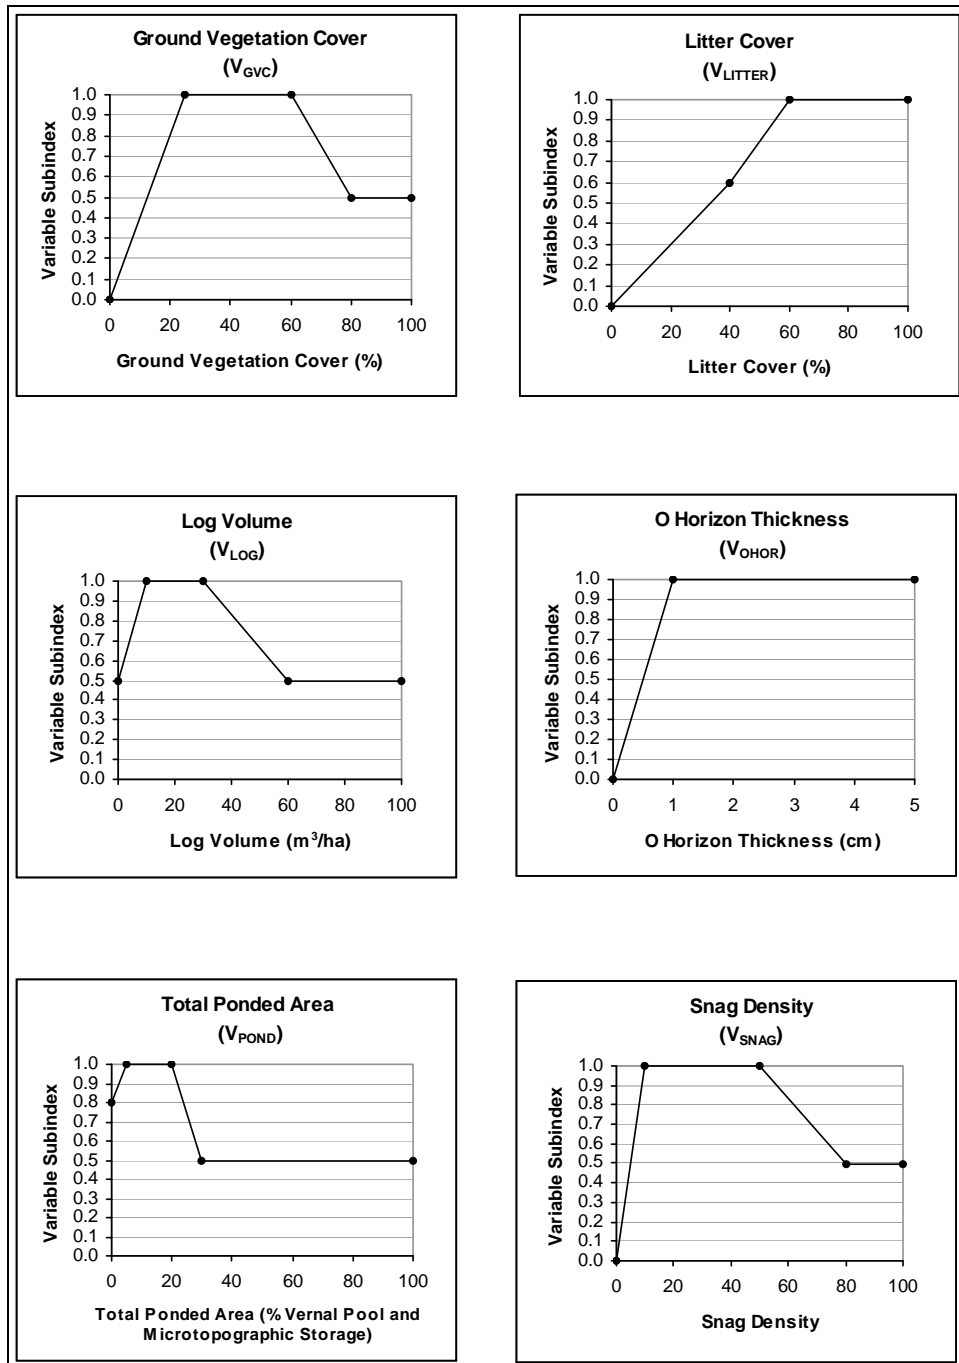 Ground Vegetation Cover
(VGVC)
Variable Subindex
1.0
0.9
0.8
0.7
0.6
0.5
0.4
0.3
0.2
0.1
0.0
0 20 40 60 80 100
Ground Vegetation Cover (%)
Litter Cover
(VLITTER)
Variable Subindex
1.0
0.9
0.8
0.7
0.6
0.5
0.4
0.3
0.2
0.1
0.0
0 20 40 60 80 100
Litter Cover (%)
Log Volume
(VLOG)
Variable Subindex
1.0
0.9
0.8
0.7
0.6
0.5
0.4
0.3
0.2
0.1
0.0
0 20 40 60 80 100
Log Volume (m³/ha)
O Horizon Thickness
(VOHOR)
Variable Subindex
1.0
0.9
0.8
0.7
0.6
0.5
0.4
0.3
0.2
0.1
0.0
0 1 2 3 4 5
O Horizon Thickness (cm)
Total Ponded Area
(VPOND)
Variable Subindex
1.0
0.9
0.8
0.7
0.6
0.5
0.4
0.3
0.2
0.1
0.0
0 20 40 60 80 100
Total Ponded Area (% Vernal Pool and
Microtopographic Storage)
Snag Density
(VSNAG)
Variable Subindex
1.0
0.9
0.8
0.7
0.6
0.5
0.4
0.3
0.2
0.1
0.0
0 20 40 60 80 100
Snag Density